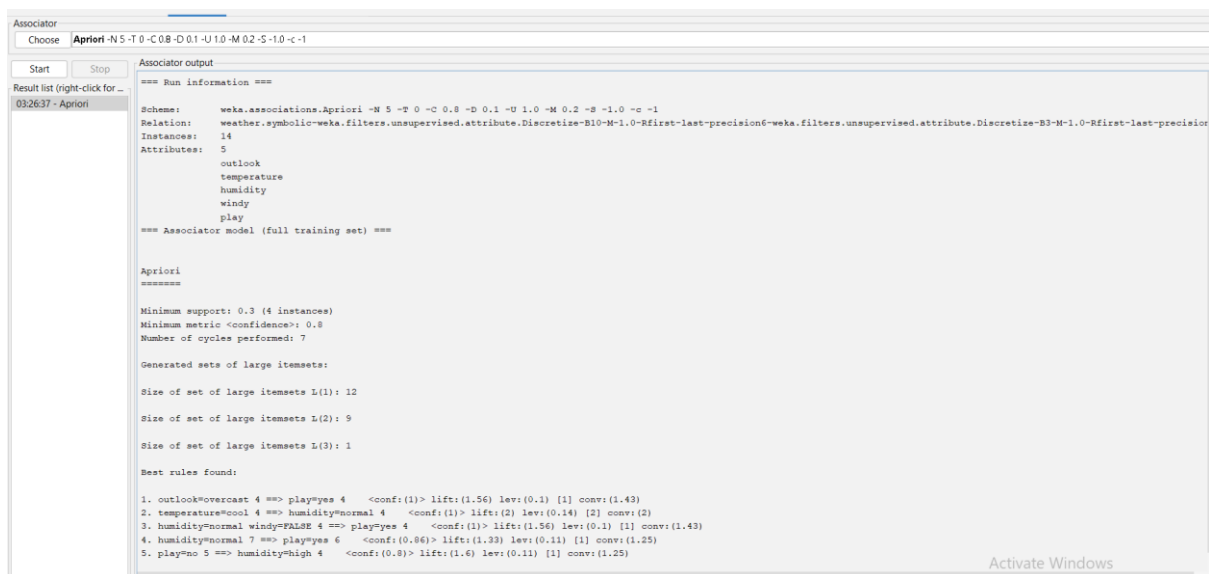 Associator
Choose Apriori -N 5 -T 0 -C 0.8 -D 0.1 -U 1.0 -M 0.2 -S -1.0 -c -1
Start Stop
Result list (right-click for ...
03:26:37 - Apriori
Associator output
=== Run information ===
Scheme: weka.associations.Apriori -N 5 -T 0 -C 0.8 -D 0.1 -U 1.0 -M 0.2 -S -1.0 -c -1
Relation: weather.symbolic-weka.filters.unsupervised.attribute.Discretize-B10-M-1.0-Rfirst-last-precision6-weka.filters.unsupervised.attribute.Discretize-B3-M-1.0-Rfirst-last-precision
Instances: 14
Attributes: 5
outlook
temperature
humidity
windy
play
=== Associator model (full training set) ===
Apriori
=======
Minimum support: 0.3 (4 instances)
Minimum metric <confidence>: 0.8
Number of cycles performed: 7
Generated sets of large itemsets:
Size of set of large itemsets L(1): 12
Size of set of large itemsets L(2): 9
Size of set of large itemsets L(3): 1
Best rules found:
1. outlook=overcast 4 ==> play=yes 4 <conf:(1)> lift:(1.56) lev:(0.1) [1] conv:(1.43)
2. temperature=cool 4 ==> humidity=normal 4 <conf:(1)> lift:(2) lev:(0.14) [2] conv:(2)
3. humidity=normal windy=FALSE 4 ==> play=yes 4 <conf:(1)> lift:(1.56) lev:(0.1) [1] conv:(1.43)
4. humidity=normal 7 ==> play=yes 6 <conf:(0.86)> lift:(1.33) lev:(0.11) [1] conv:(1.25)
5. play=no 5 ==> humidity=high 4 <conf:(0.8)> lift:(1.6) lev:(0.11) [1] conv:(1.25)
Activate Windows